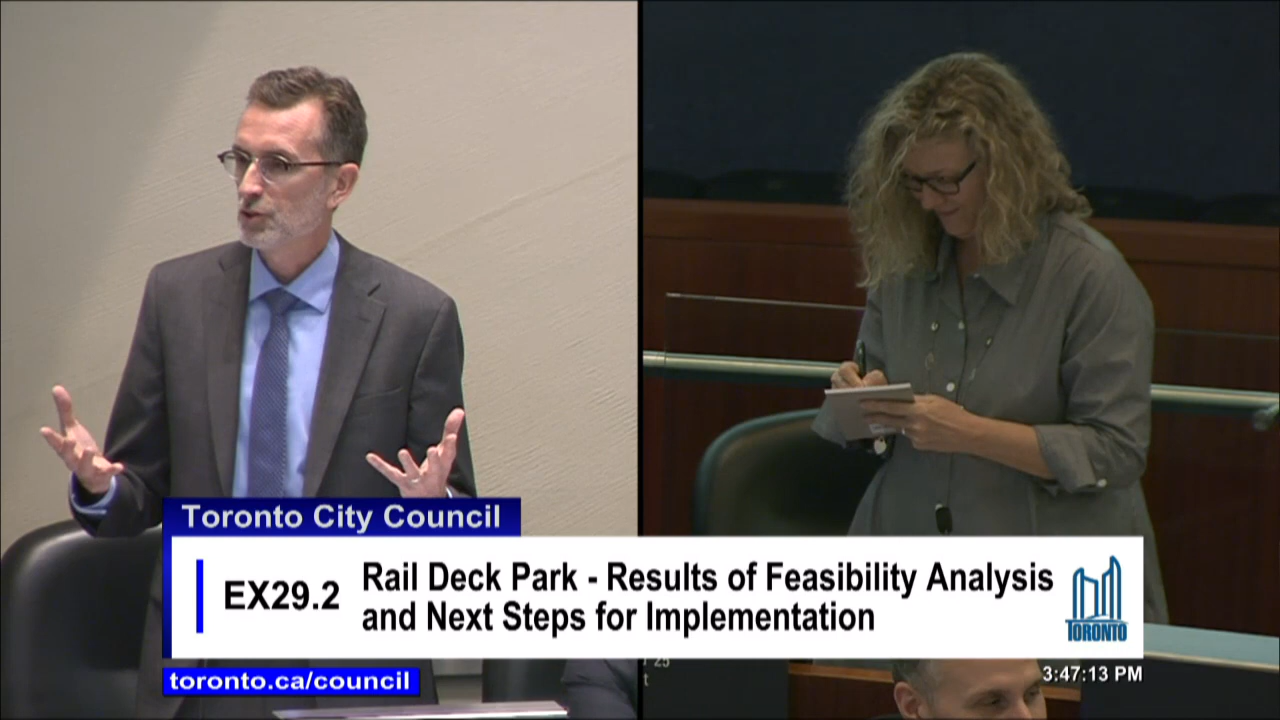 Toronto City Council
EX29.2
Rail Deck Park - Results of Feasibility Analysis
and Next Steps for Implementation
TORONTO
toronto.ca/council
25
t
3:47:13 PM